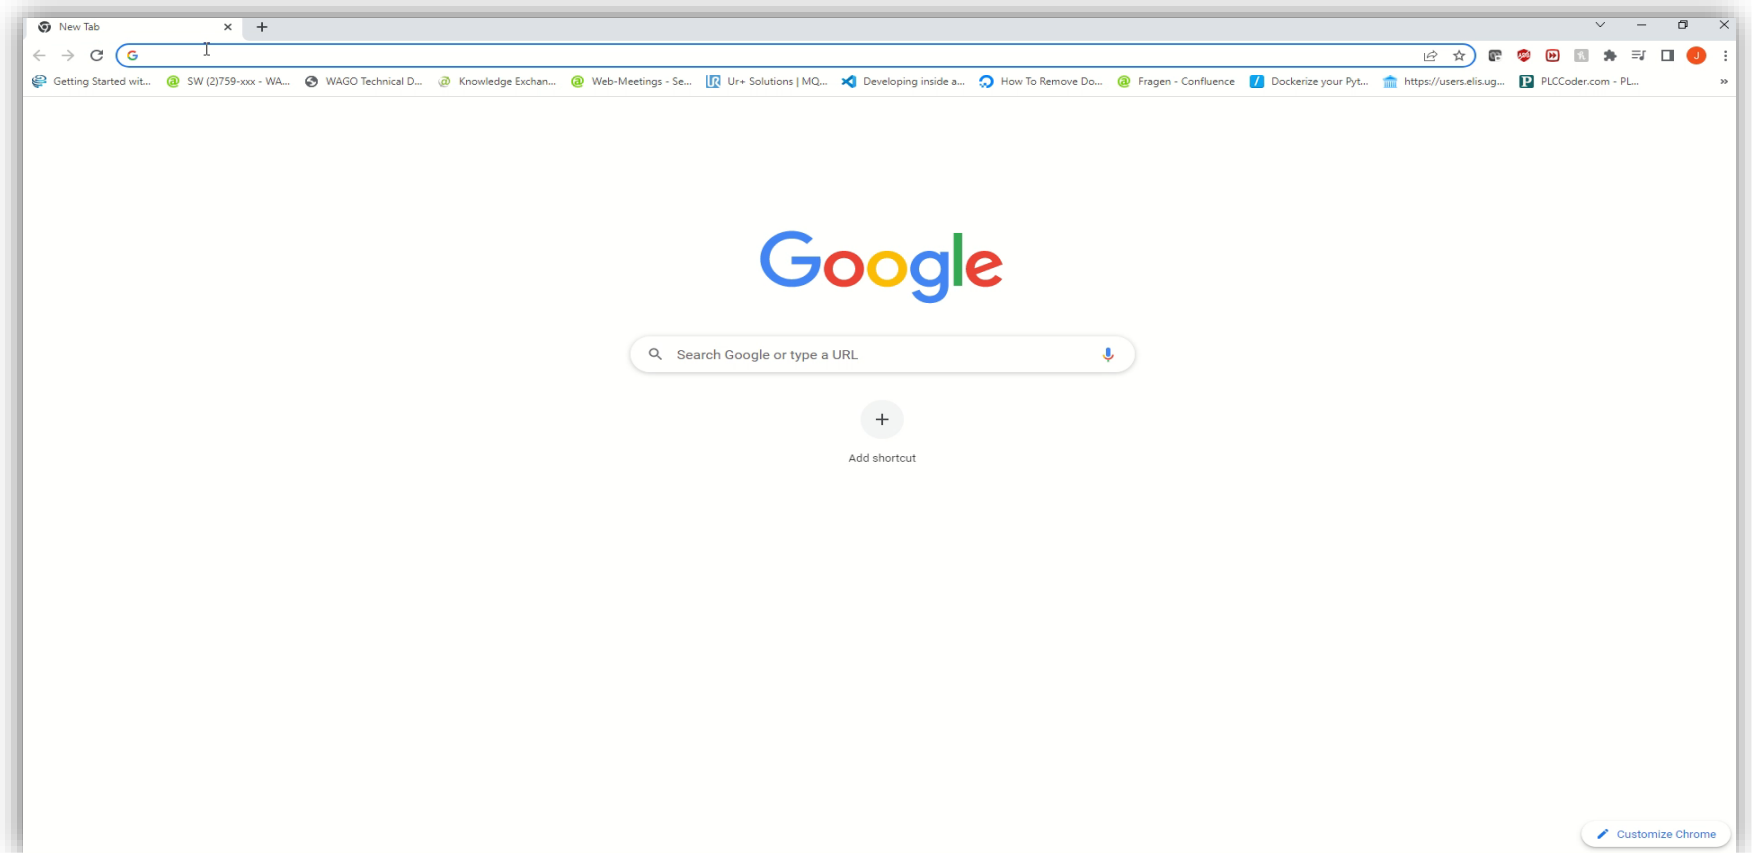 New Tab
Getting Started wit... SW (2)759-xxx - WA... WAGO Technical D... Knowledge Exchan... Web-Meetings - Se... Ur+ Solutions | MQ... Developing inside a... How To Remove Do... Fragen - Confluence Dockerize your Pyt... https://users.elis.ug... PLCCoder.com - PL...
Google
Search Google or type a URL
Add shortcut
Customize Chrome